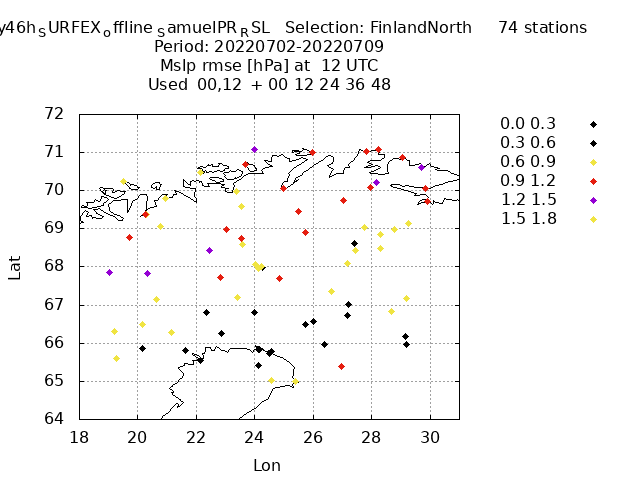 y46h_SURFEX_offline_SamuelPR_RSL Selection: FinlandNorth 74 stations
Period: 20220702-20220709
Mslp rmse [hPa] at 12 UTC
Used 00,12 + 00 12 24 36 48
72
71
70
69
68
67
66
65
64
18 20 22 24 26 28 30
Lat
Lon
0.0 0.3
0.3 0.6
0.6 0.9
0.9 1.2
1.2 1.5
1.5 1.8